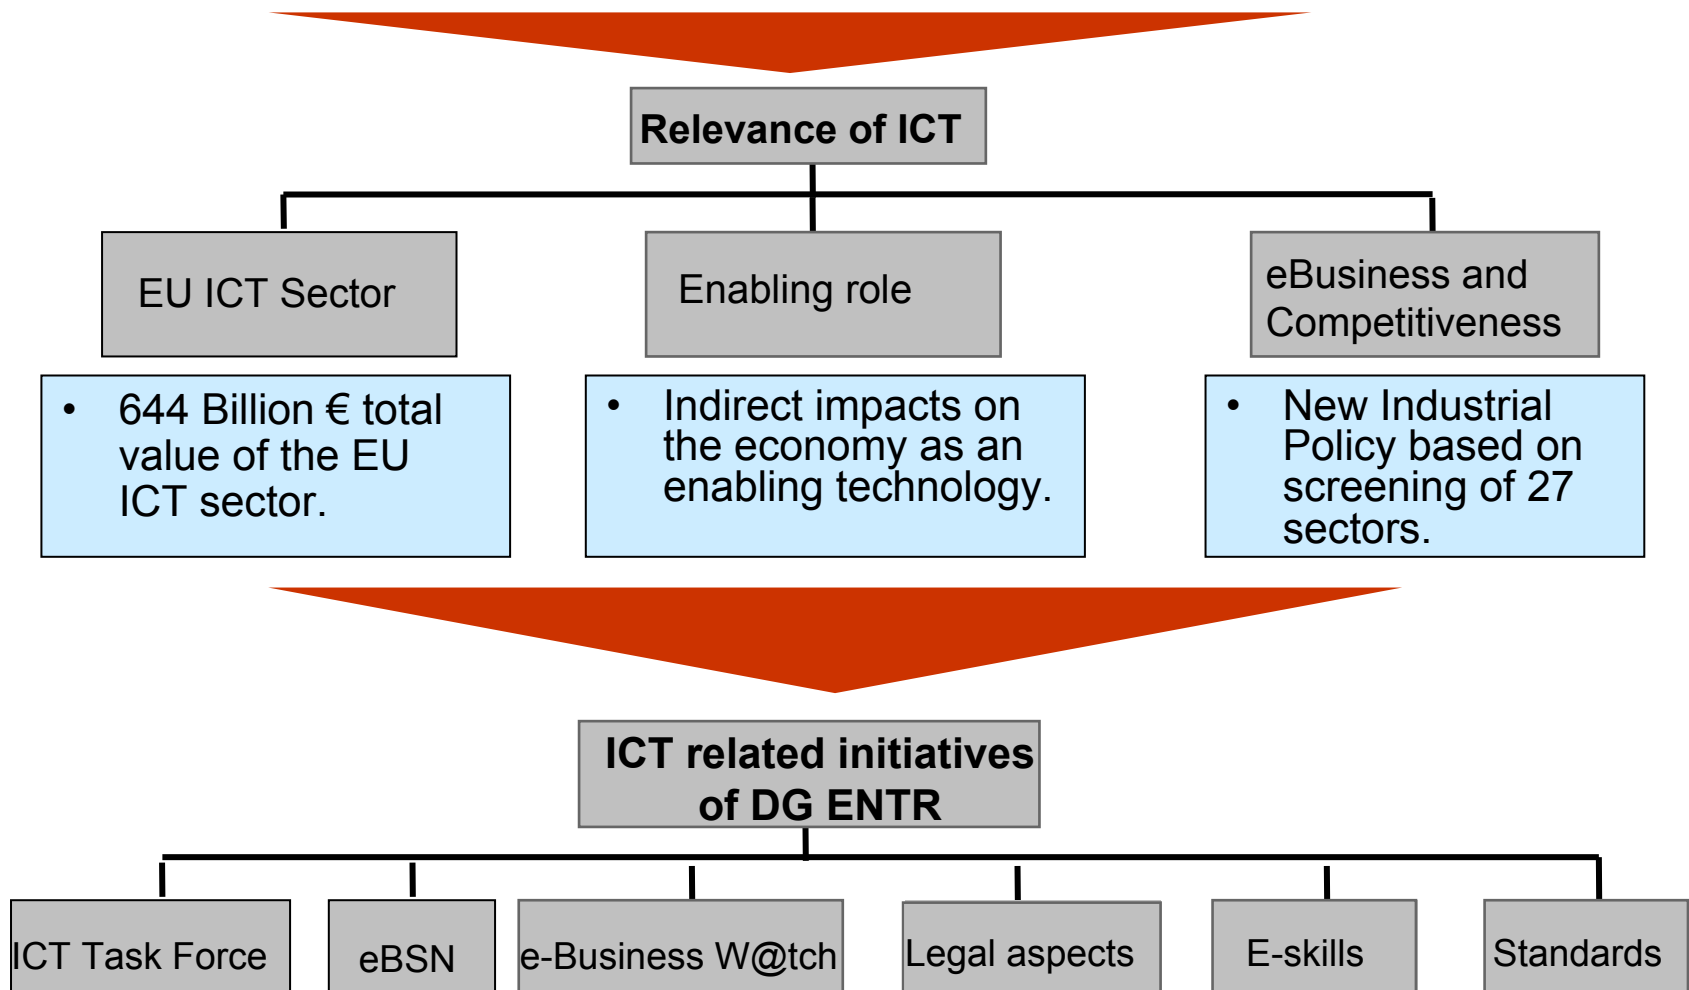 Relevance of ICT
EU ICT Sector
Enabling role
eBusiness and
Competitiveness
• 644 Billion € total
value of the EU
ICT sector.
• Indirect impacts on
the economy as an
enabling technology.
• New Industrial
Policy based on
screening of 27
sectors.
ICT related initiatives
of DG ENTR
ICT Task Force
eBSN
e-Business W@tch
Legal aspects
E-skills
Standards